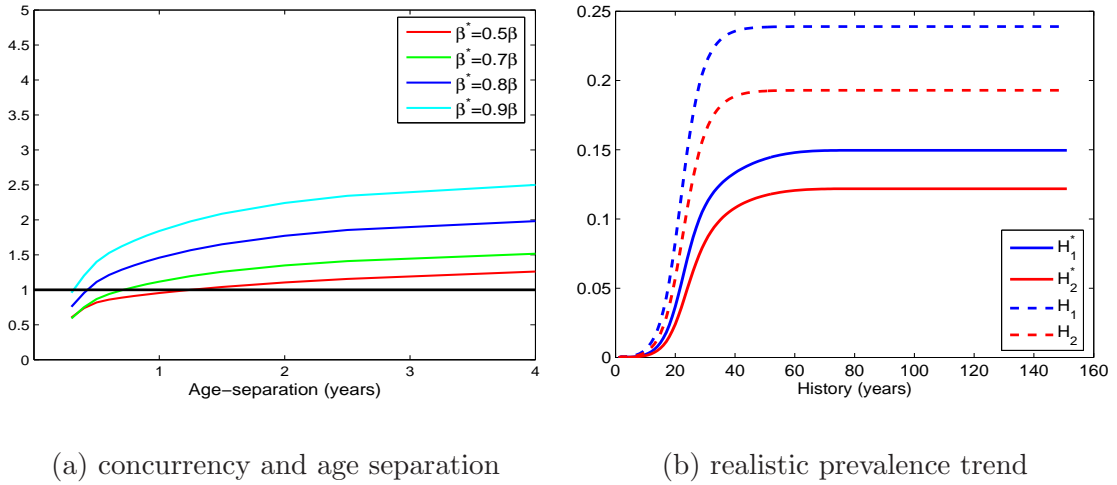 5
4.5
4
3.5
3
2.5
2
1.5
1
0.5
0
1
2
3
4
Age−separation (years)
β*=0.5β
β*=0.7β
β*=0.8β
β*=0.9β
(a) concurrency and age separation
0.25
0.2
0.15
0.1
0.05
0
0
20
40
60
80
100
120
140
160
History (years)
H₁*
H₂*
H₁
H₂
(b) realistic prevalence trend